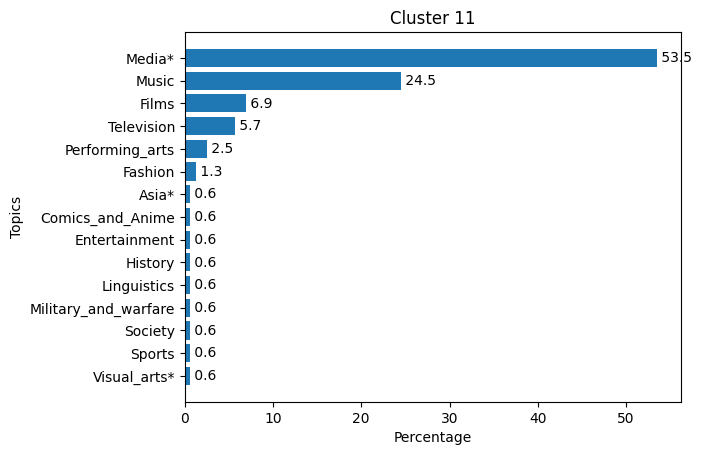 Cluster 11
Media* 53.5
Music 24.5
Films 6.9
Television 5.7
Performing_arts 2.5
Fashion 1.3
Asia* 0.6
Comics_and_Anime 0.6
Entertainment 0.6
History 0.6
Linguistics 0.6
Military_and_warfare 0.6
Society 0.6
Sports 0.6
Visual_arts* 0.6
Topics
0 10 20 30 40 50
Percentage